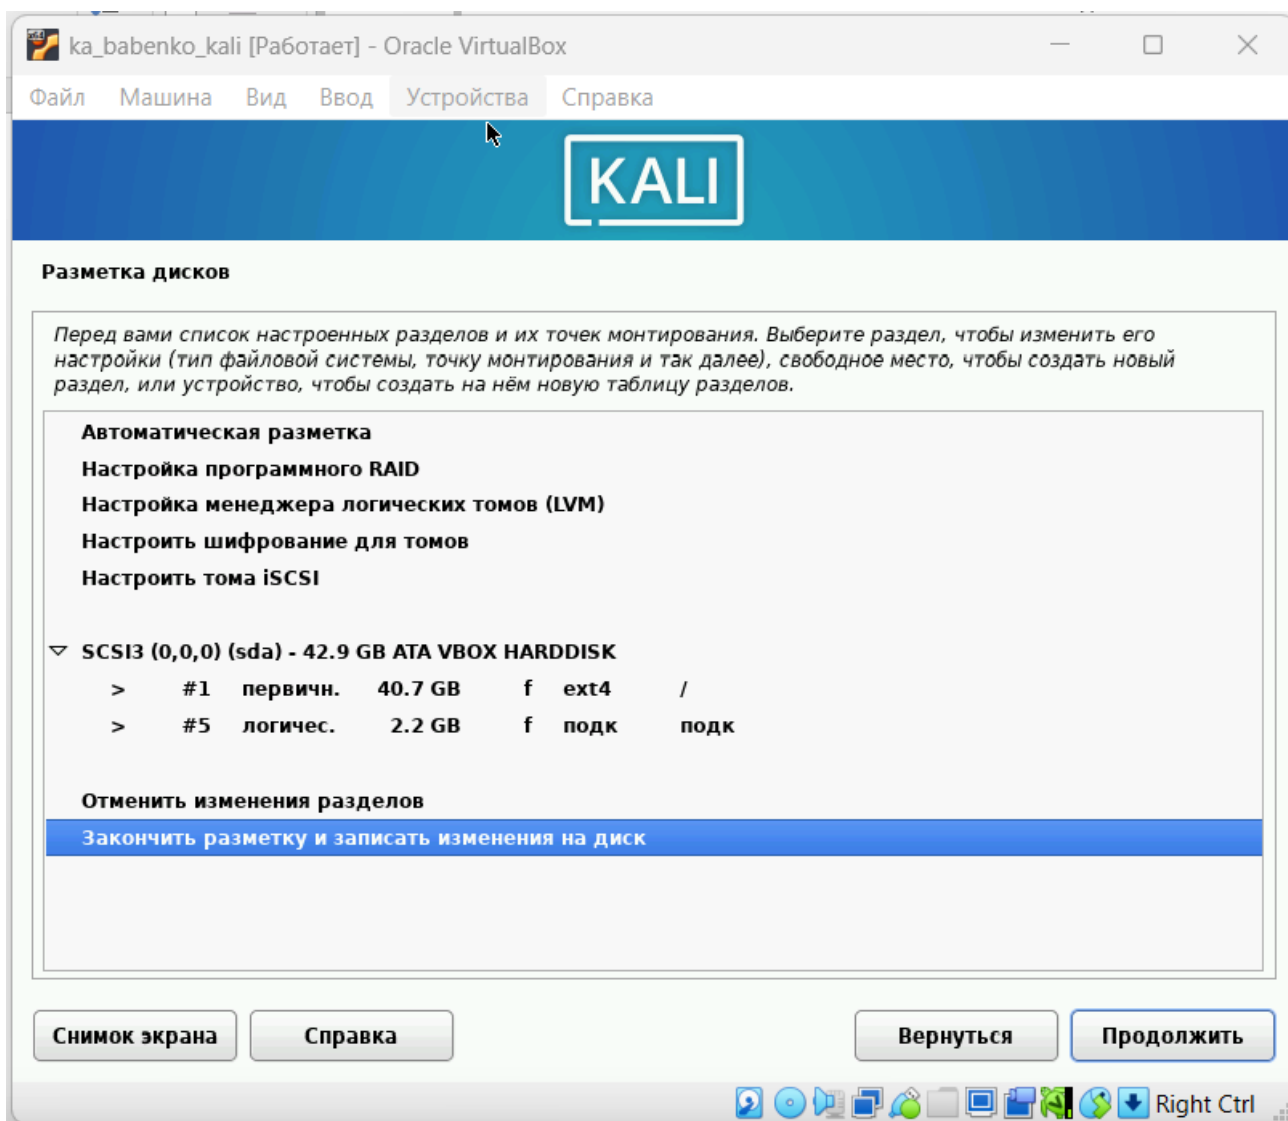 ka_babenko_kali [Работает] - Oracle VirtualBox
Файл Машина Вид Ввод Устройства Справка
KALI
Разметка дисков
Перед вами список настроенных разделов и их точек монтирования. Выберите раздел, чтобы изменить его
настройки (тип файловой системы, точку монтирования и так далее), свободное место, чтобы создать новый
раздел, или устройство, чтобы создать на нём новую таблицу разделов.
Автоматическая разметка
Настройка программного RAID
Настройка менеджера логических томов (LVM)
Настроить шифрование для томов
Настроить тома iSCSI
SCSI3 (0,0,0) (sda) - 42.9 GB ATA VBOX HARDDISK
> #1 первичн. 40.7 GB f ext4 /
> #5 логичес. 2.2 GB f подк подк
Отменить изменения разделов
Закончить разметку и записать изменения на диск
Снимок экрана Справка Вернуться Продолжить
Right Ctrl